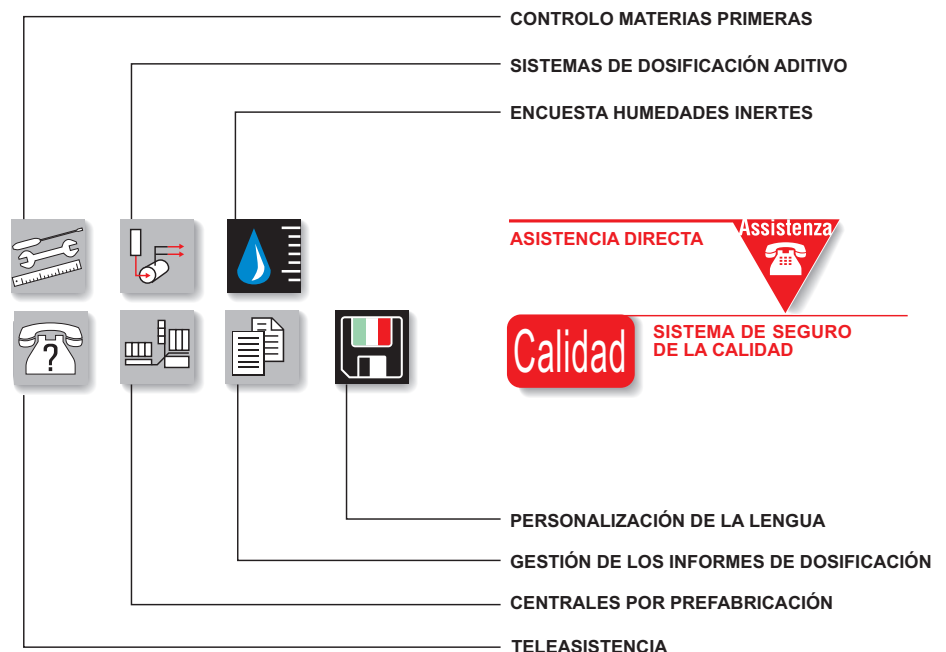 CONTROLO MATERIAS PRIMERAS
SISTEMAS DE DOSIFICACIÓN ADITIVO
ENCUESTA HUMEDADES INERTES
Assistenza
ASISTENCIA DIRECTA
?
Calidad
SISTEMA DE SEGURO
DE LA CALIDAD
PERSONALIZACIÓN DE LA LENGUA
GESTIÓN DE LOS INFORMES DE DOSIFICACIÓN
CENTRALES POR PREFABRICACIÓN
TELEASISTENCIA